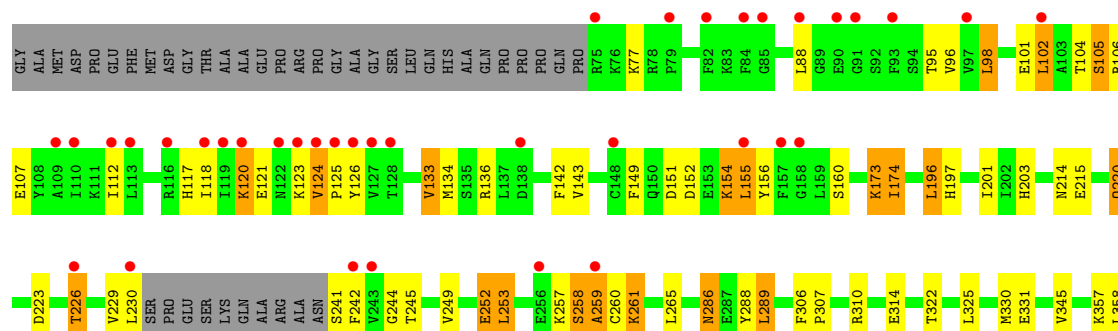 GLY ALA MET ASP PRO GLU PHE MET ASP GLY THR ALA ALA GLU PRO ARG PRO GLY ALA GLY SER LEU GLN HIS ALA GLN PRO PRO PRO GLN PRO R75 K76 K77 R78 P79 F82 K83 F84 G85 L88 G89 E90 G91 S92 F93 S94 T95 V96 V97 L98 E101 L102 A103 T104 S105 R106
E107 Y108 A109 I110 K111 I112 L113 R116 H117 I118 I119 K120 E121 N122 K123 V124 P125 Y126 V127 T128 V133 M134 S135 R136 L137 D138 F142 V143 C148 F149 Q150 D151 D152 E153 K154 L155 Y156 F157 G158 L159 S160 K173 I174 L196 H197 I201 I202 H203 N214 E215
D223 T226 V229 L230 SER PRO GLU SER LYS GLN ALA ARG ALA ASN S241 F242 V243 G244 T245 V249 E252 L253 E256 K257 S258 A259 C260 K261 L265 N286 E287 Y288 L289 F306 P307 R310 E314 T322 L325 M330 E331 V345 K357